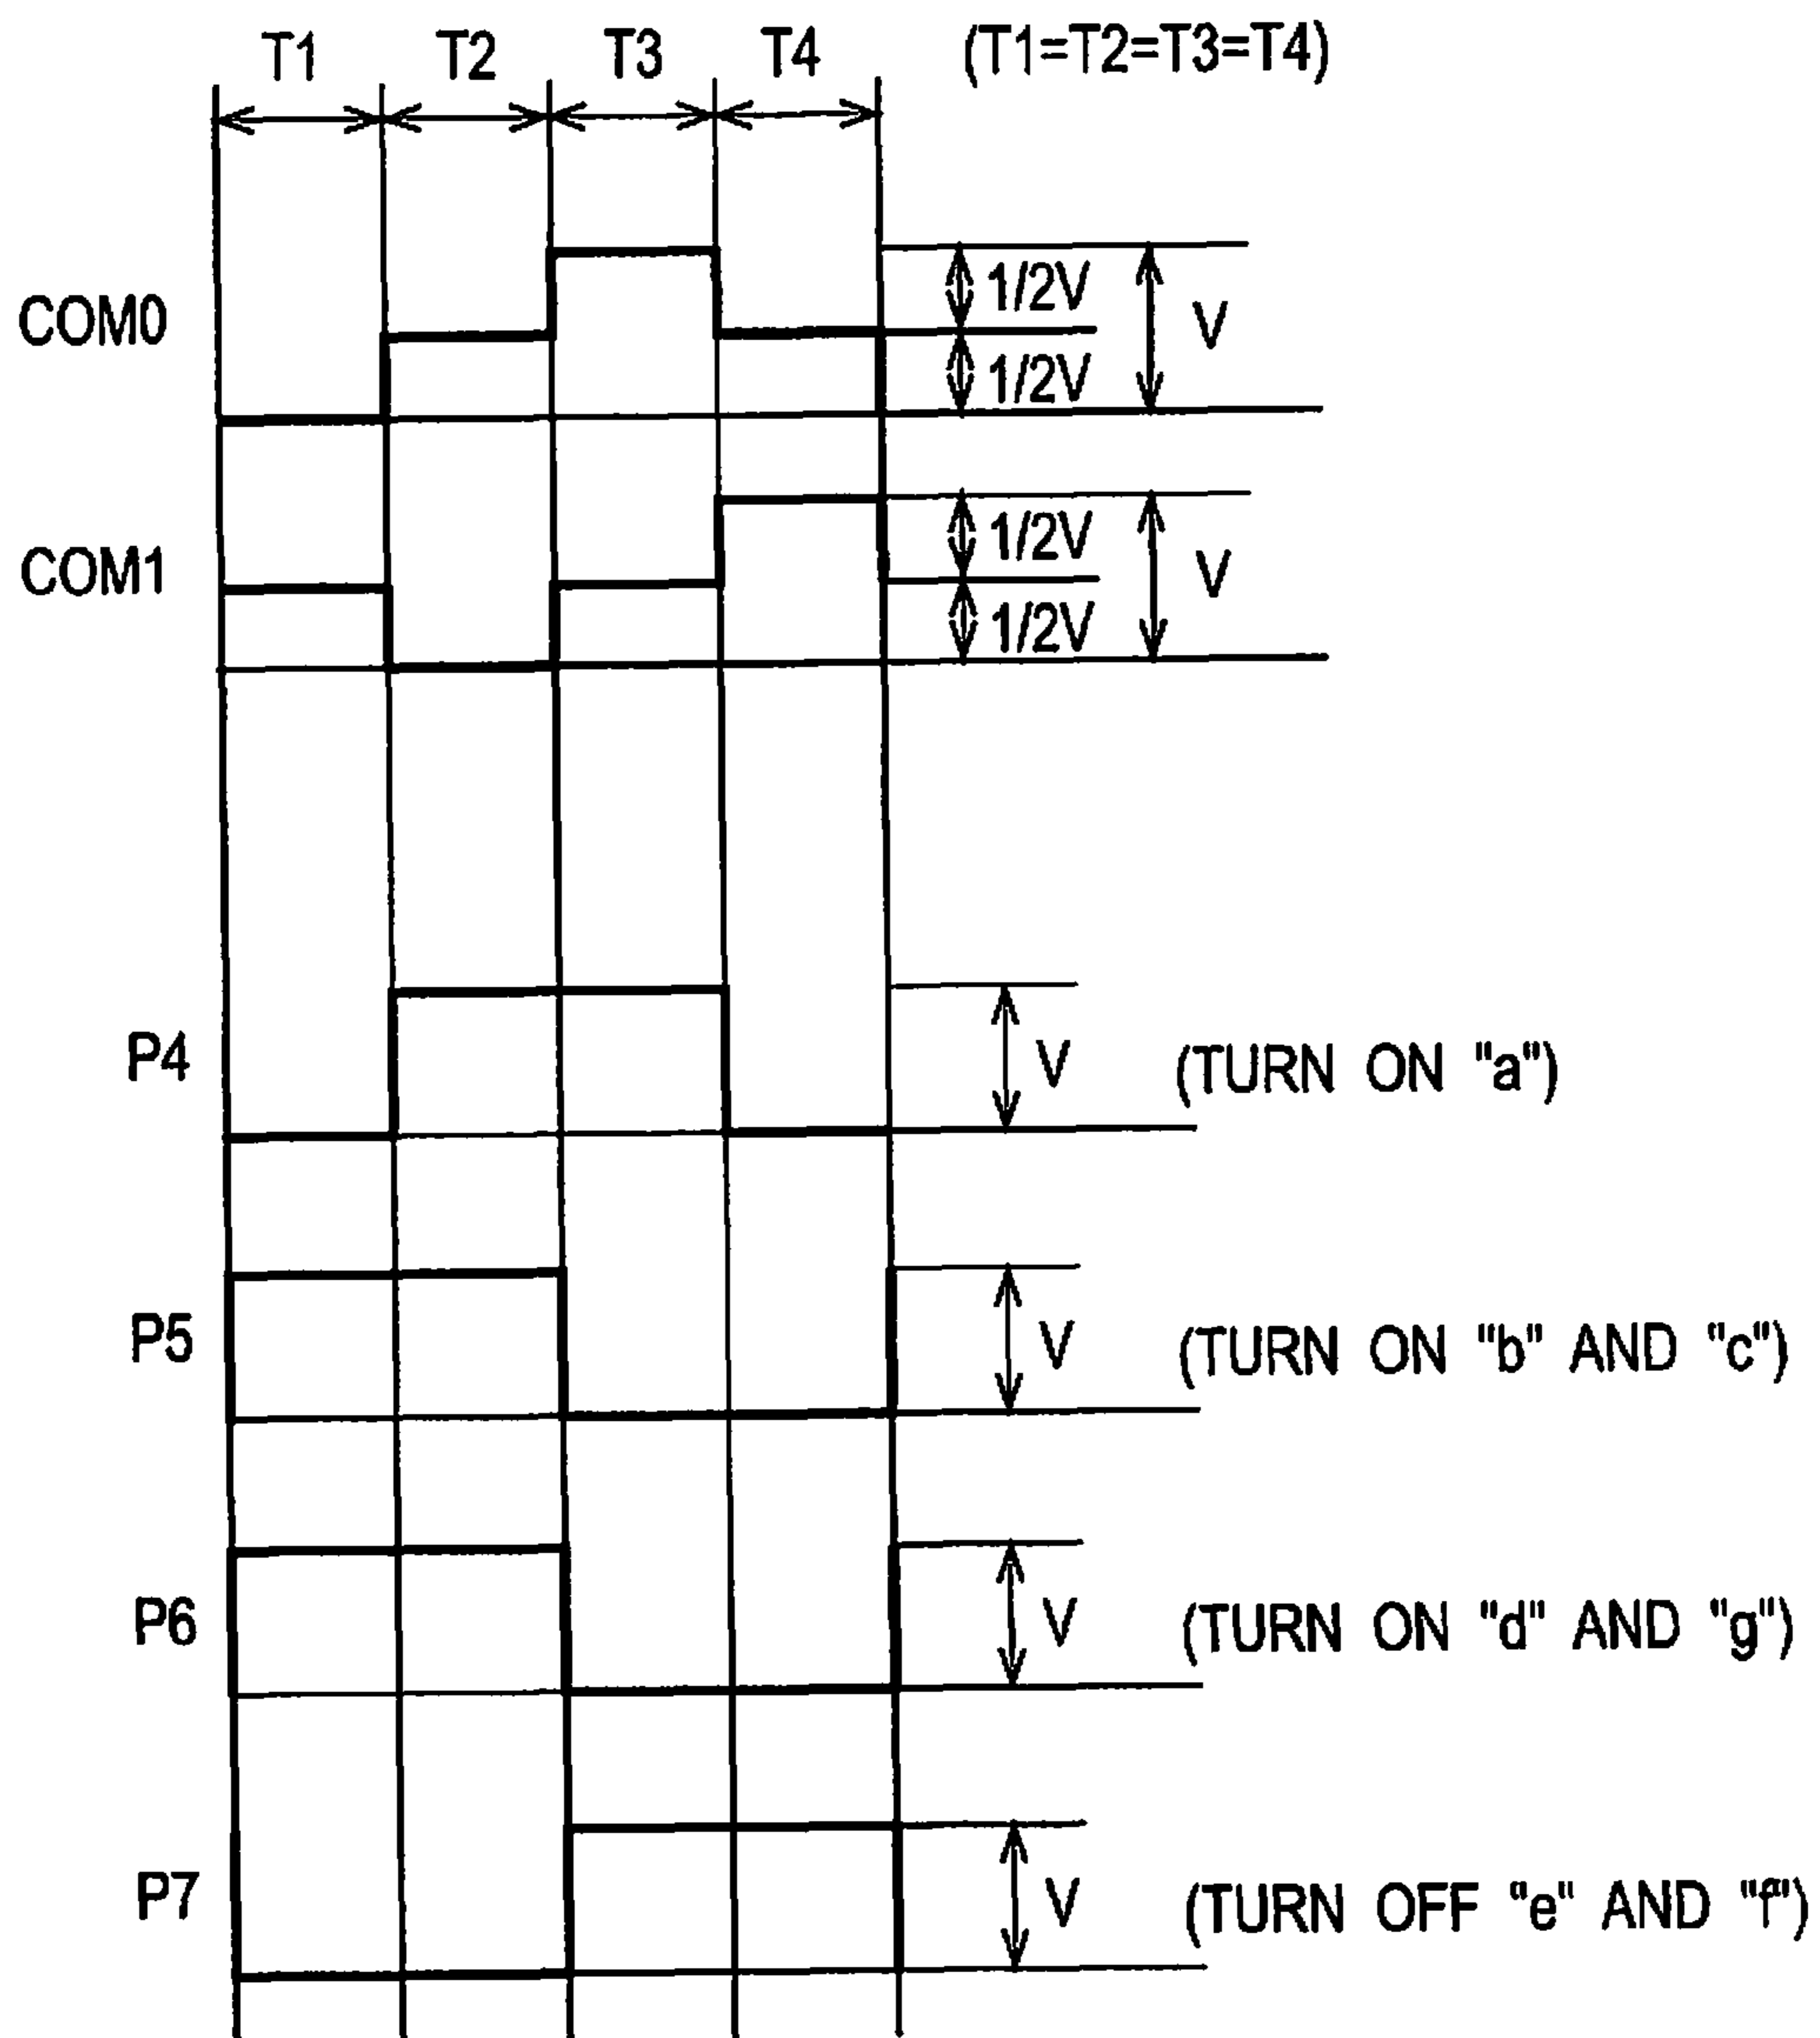 T1 T2 T3 T4 (T1=T2=T3=T4)
COM0
1/2V
V
1/2V
COM1
1/2V
V
1/2V
P4 V (TURN ON "a")
P5 V (TURN ON "b" AND "c")
P6 V (TURN ON "d" AND "g")
P7 V (TURN OFF "e" AND "f")